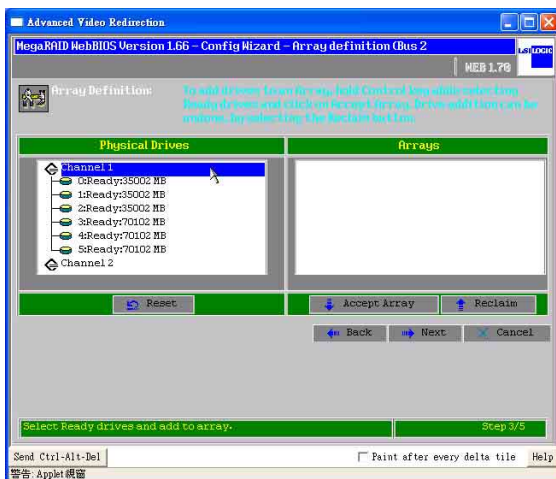 Advanced Video Redirection
MegaRAID WebBIOS Version 1.66 - Config Wizard - Array definition (Bus 2
LSI LOGIC
WEB 1.78
Array Definition:
To add drives to an Array, hold Control key while selecting
Ready drives and Click on Accept Array. Drive addition can be
undone, by selecting the Reclaim button.
Physical Drives
Arrays
Channel 1
0:Ready:35002 MB
1:Ready:35002 MB
2:Ready:35002 MB
3:Ready:70102 MB
4:Ready:70102 MB
5:Ready:70102 MB
Channel 2
Reset
Accept Array
Reclaim
Back
Next
Cancel
Select Ready drives and add to array.
Step 3/5
Send Ctrl-Alt-Del
Paint after every delta tile
Help
警告: Applet 視窗